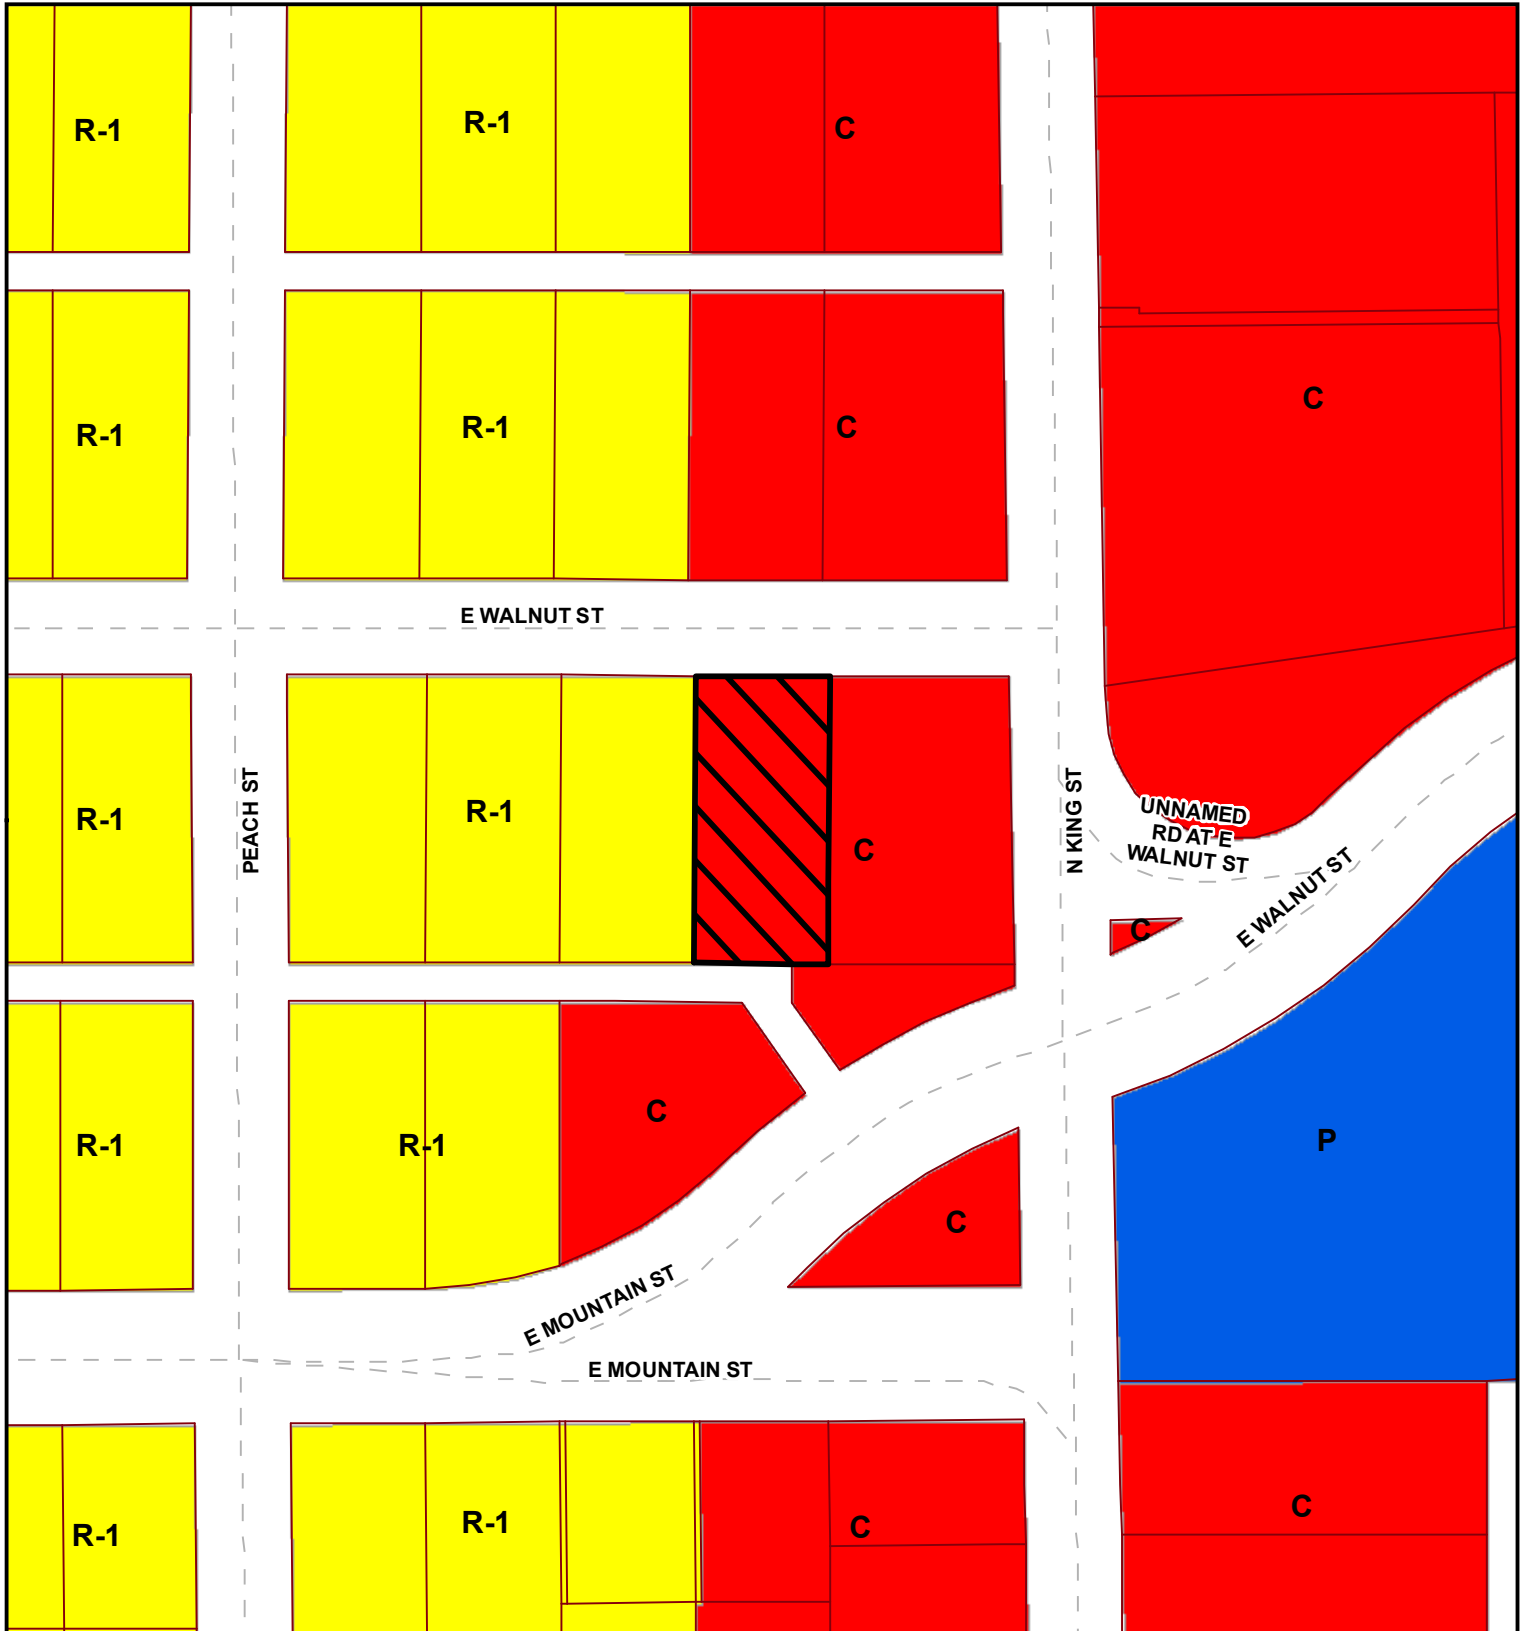 R-1
R-1
C
R-1
R-1
C
C
E WALNUT ST
PEACH ST
N KING ST
R-1
R-1
C
UNNAMED
RD AT E
WALNUT ST
E WALNUT ST
C
R-1
R-1
C
P
C
E MOUNTAIN ST
E MOUNTAIN ST
R-1
R-1
C
C